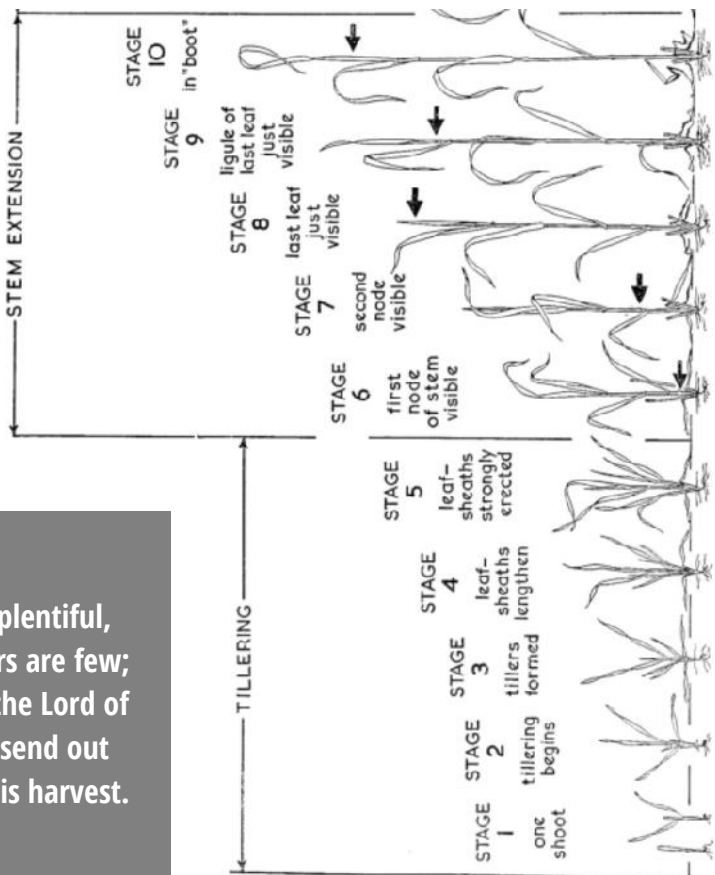 STEM EXTENSION
TILLERING
STAGE
1
one
shoot
STAGE
2
tillering
begins
STAGE
3
tillers
formed
STAGE
4
leaf-
sheaths
lengthen
STAGE
5
leaf-
sheaths
strongly
erected
STAGE
6
first
node
of stem
visible
STAGE
7
second
node
visible
STAGE
8
last leaf
just
visible
STAGE
9
ligule of
last leaf
just
visible
STAGE
10
in "boot"
plentiful,
rs are few;
the Lord of
send out
is harvest.